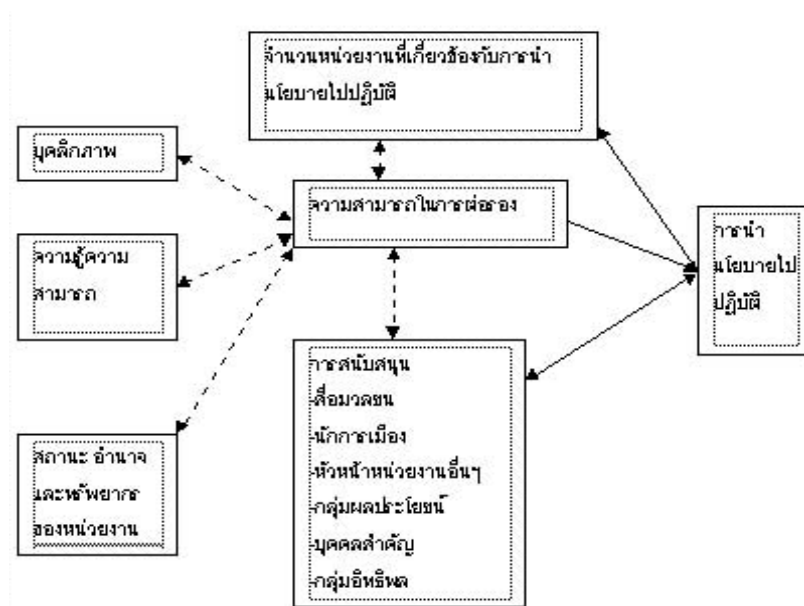 จำนวนหน่วยงานที่เกี่ยวข้องกับการนำ
นโยบายไปปฏิบัติ
บุคลิกภาพ
ความสามารถในการต่อรอง
ความรู้ความ
สามารถ
การนำ
นโยบายไป
ปฏิบัติ
การสนับสนุน
-สื่อมวลชน
-นักการเมือง
-หัวหน้าหน่วยงานอื่นๆ
-กลุ่มผลประโยชน์
-บุคคลสำคัญ
-กลุ่มอิทธิพล
สถานะ อำนาจ
และทรัพยากร
ของหน่วยงาน